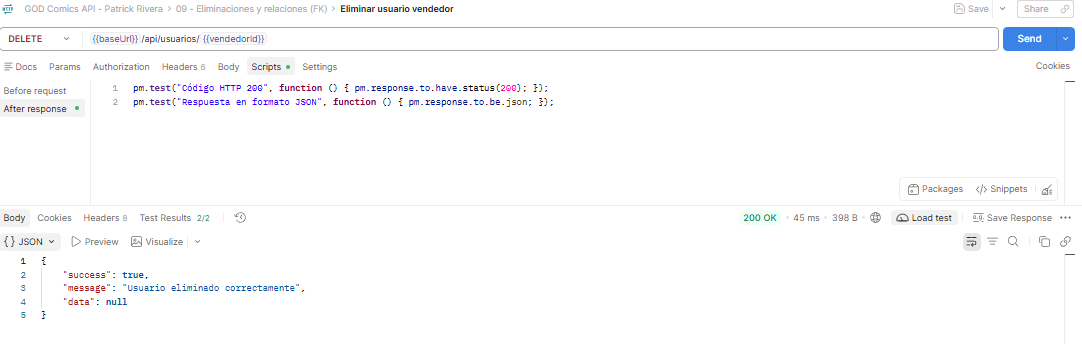 HTTP GOD Comics API - Patrick Rivera > 09 - Eliminaciones y relaciones (FK) > Eliminar usuario vendedor Save Share
DELETE {{baseUrl}} /api/usuarios/ {{vendedorId}} Send
Docs Params Authorization Headers 6 Body Scripts Settings Cookies
Before request
After response
1 pm.test("Código HTTP 200", function () { pm.response.to.have.status(200); });
2 pm.test("Respuesta en formato JSON", function () { pm.response.to.be.json; });
Packages </> Snippets
Body Cookies Headers 8 Test Results 2/2 200 OK • 45 ms • 398 B Load test Save Response
{} JSON Preview Visualize
1 {
2 "success": true,
3 "message": "Usuario eliminado correctamente",
4 "data": null
5 }